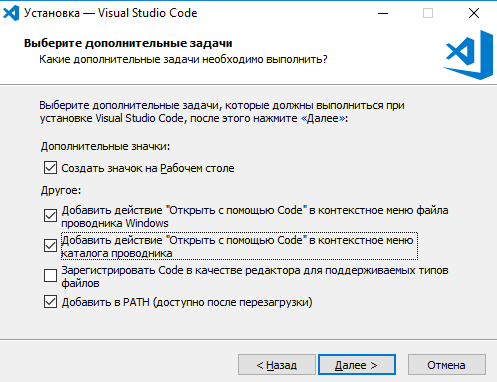 Установка — Visual Studio Code
Выберите дополнительные задачи
Какие дополнительные задачи необходимо выполнить?
Выберите дополнительные задачи, которые должны выполниться при
установке Visual Studio Code, после этого нажмите «Далее»:
Дополнительные значки:
Создать значок на Рабочем столе
Другое:
Добавить действие "Открыть с помощью Code" в контекстное меню файла
проводника Windows
Добавить действие "Открыть с помощью Code" в контекстное меню
каталога проводника
Зарегистрировать Code в качестве редактора для поддерживаемых типов
файлов
Добавить в PATH (доступно после перезагрузки)
< Назад
Далее >
Отмена